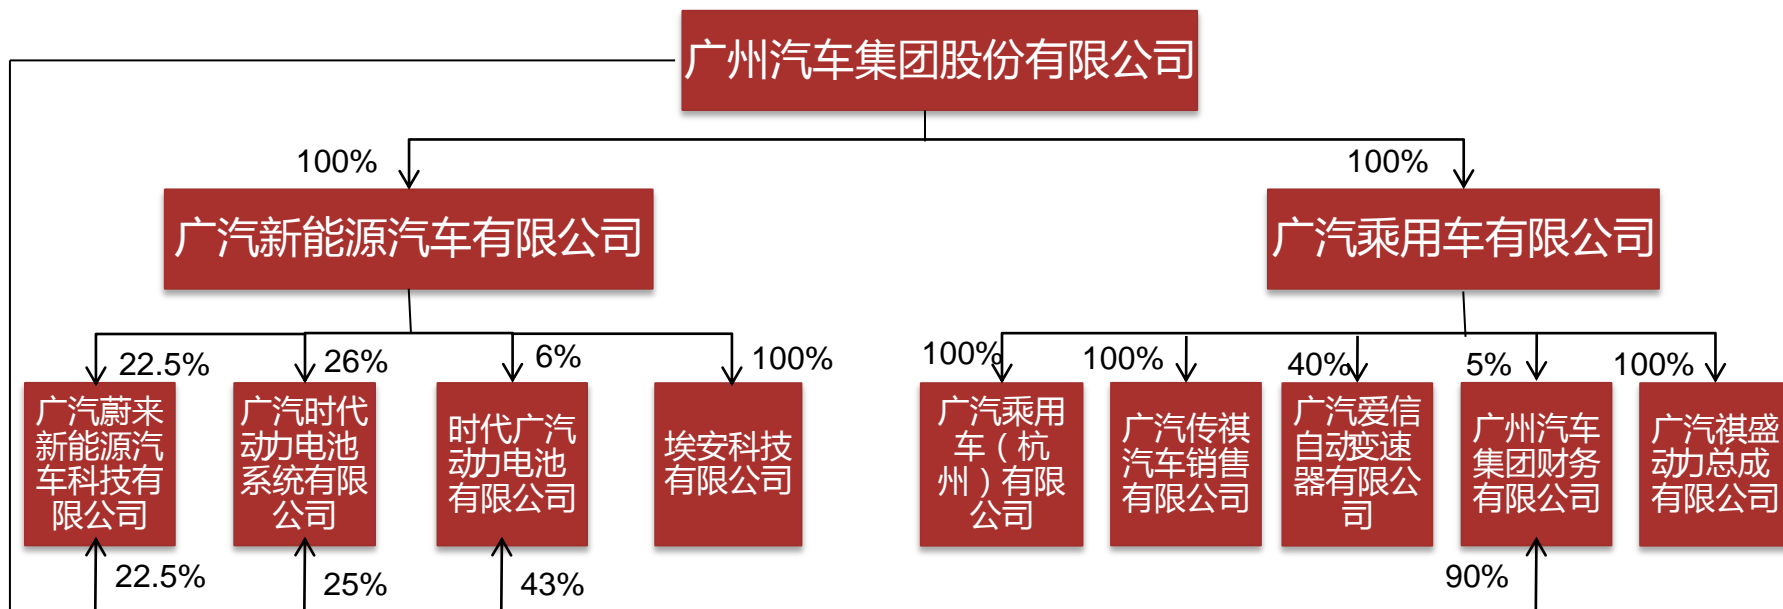 广州汽车集团股份有限公司
100%
100%
广汽新能源汽车有限公司
广汽乘用车有限公司
22.5%
26%
6%
100%
100%
100%
40%
5%
100%
广汽蔚来
新能源汽
车科技有
限公司
广汽时代
动力电池
系统有限
公司
时代广汽
动力电池
有限公司
埃安科技
有限公司
广汽乘用
车（杭
州）有限
公司
广汽传祺
汽车销售
有限公司
广汽爱信
自动变速
器有限公
司
广州汽车
集团财务
有限公司
广汽祺盛
动力总成
有限公司
22.5%
25%
43%
90%